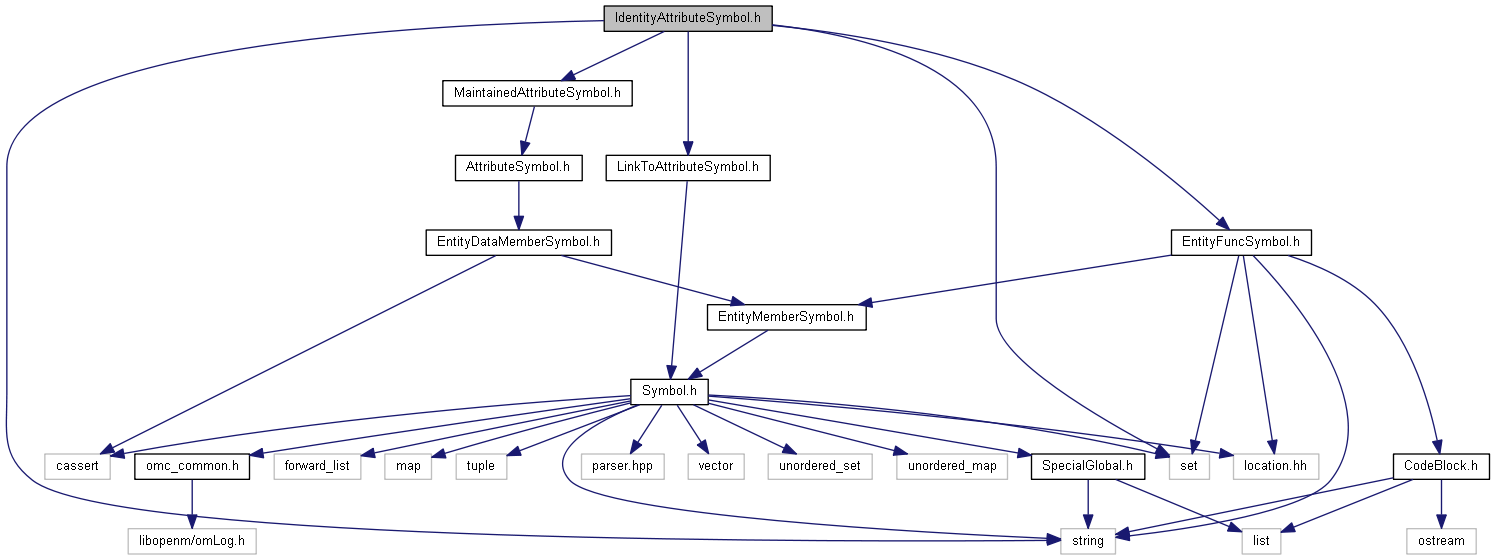 IdentityAttributeSymbol.h
MaintainedAttributeSymbol.h
AttributeSymbol.h
LinkToAttributeSymbol.h
EntityDataMemberSymbol.h
EntityFuncSymbol.h
EntityMemberSymbol.h
Symbol.h
cassert
omc_common.h
forward_list
map
tuple
parser.hpp
vector
unordered_set
unordered_map
SpecialGlobal.h
set
location.hh
CodeBlock.h
libopenm/omLog.h
string
list
ostream